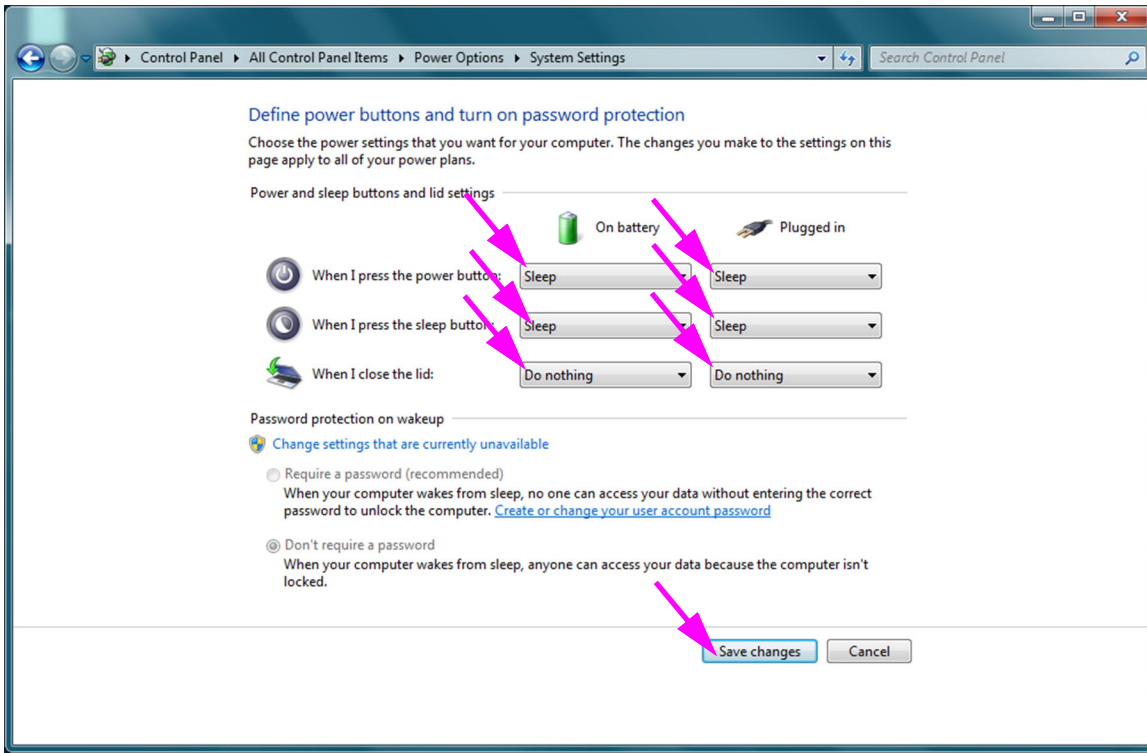 Control Panel ▸ All Control Panel Items ▸ Power Options ▸ System Settings
Search Control Panel
Define power buttons and turn on password protection
Choose the power settings that you want for your computer. The changes you make to the settings on this
page apply to all of your power plans.
Power and sleep buttons and lid settings
On battery
Plugged in
When I press the power button:
Sleep
Sleep
When I press the sleep button:
Sleep
Sleep
When I close the lid:
Do nothing
Do nothing
Password protection on wakeup
Change settings that are currently unavailable
Require a password (recommended)
When your computer wakes from sleep, no one can access your data without entering the correct
password to unlock the computer. Create or change your user account password
Don't require a password
When your computer wakes from sleep, anyone can access your data because the computer isn't
locked.
Save changes
Cancel